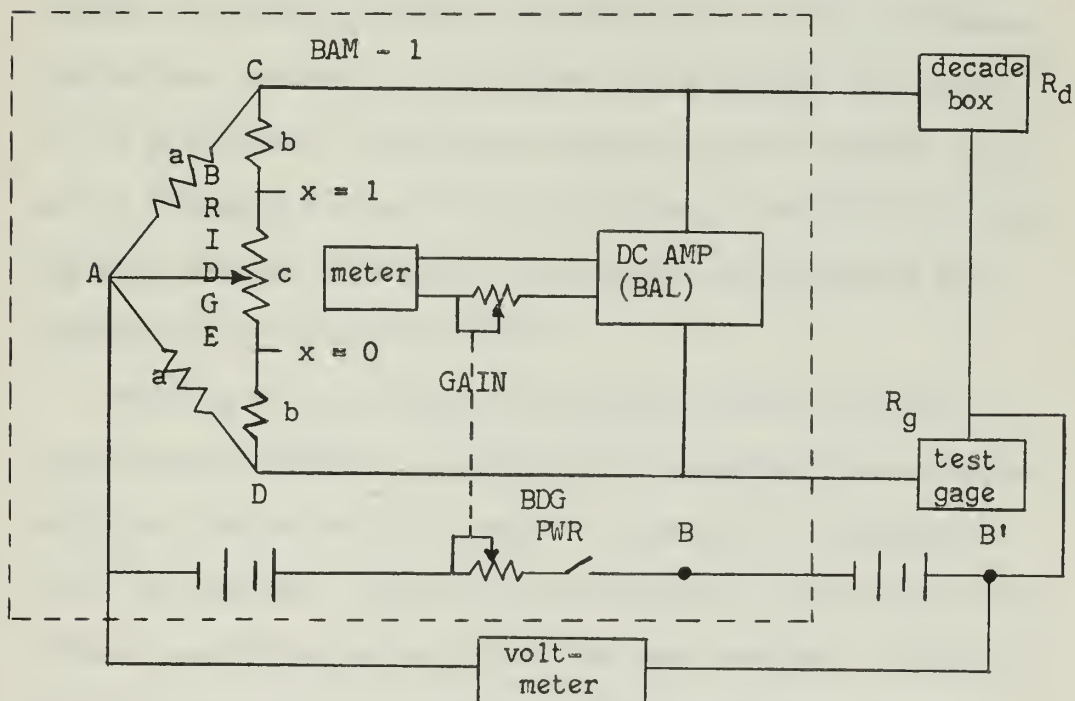 BAM - 1
C
decade
box
R_d
a
b
BRIDGE
x = 1
A
c
meter
DC AMP
(BAL)
x = 0
a
GAIN
b
R_g
test
gage
D
BDG
PWR
B
B'
volt-
meter